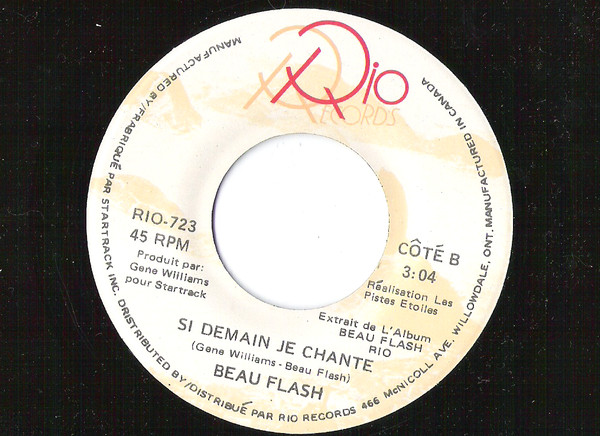 Rio
RECORDS
RIO-723
45 RPM
Produit par:
Gene Williams
pour Startrack
CÔTÉ B
3:04
Réalisation Les
Pistes Etoiles
Extrait de L'Album
BEAU FLASH
RIO
SI DEMAIN JE CHANTE
(Gene Williams - Beau Flash)
BEAU FLASH
MANUFACTURED BY/FRABRIQUÉ PAR STARTRACK INC. DRISTRIBUTED BY/DISTRIBUÉ PAR RIO RECORDS 466 McNICOLL AVE. WILLOWDALE, ONT. MANUFACTURED IN CANADA